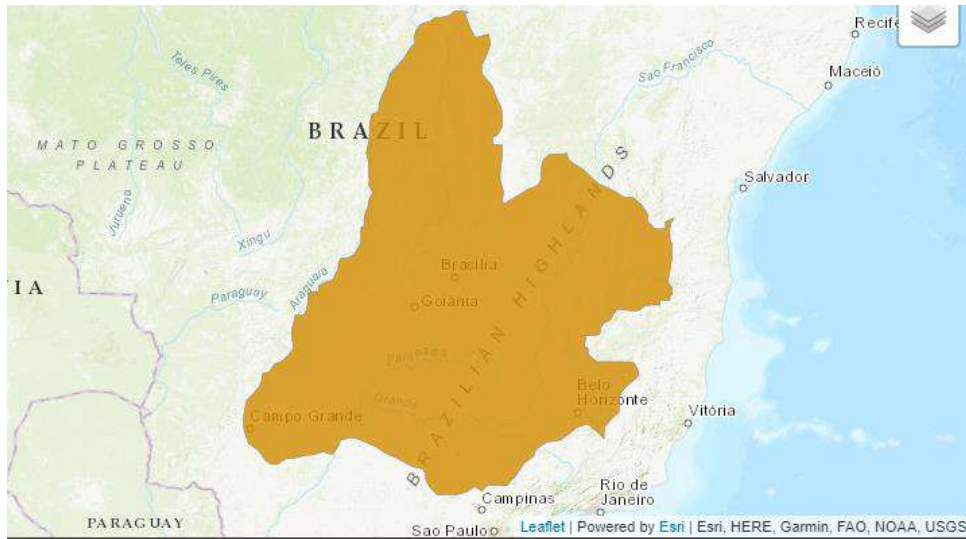 Recife
Teles Pires
Sao Francisco
Maceió
BRAZIL
MATO GROSSO
PLATEAU
Salvador
Juruena
Xingu
Brasília
IA
Paraguay
Araguaia
Goiânia
BRAZILIAN HIGHLANDS
Paranaíba
Grande
Belo
Horizonte
Campo Grande
Vitória
Rio de
Janeiro
Campinas
PARAGUAY
Sao Paulo
Leaflet | Powered by Esri | Esri, HERE, Garmin, FAO, NOAA, USGS